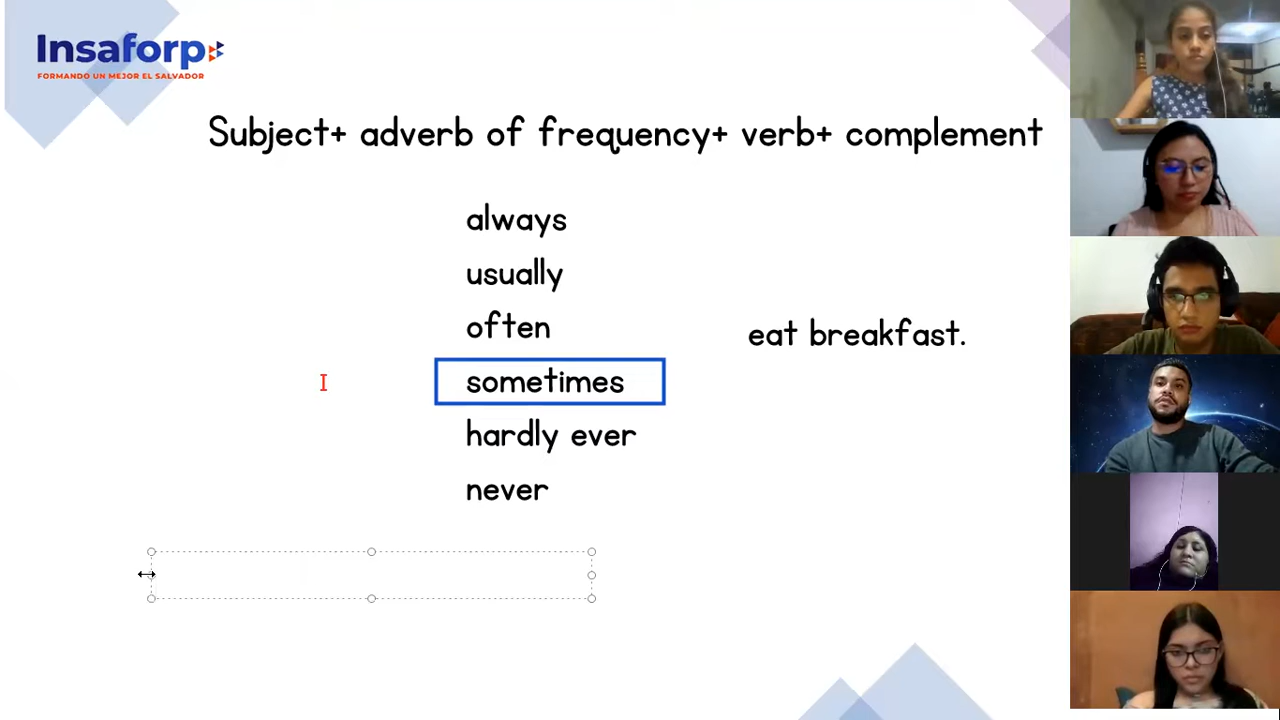 Insaforp
FORMANDO UN MEJOR EL SALVADOR
Subject+ adverb of frequency+ verb+ complement
always
usually
often
eat breakfast.
I
sometimes
hardly ever
never